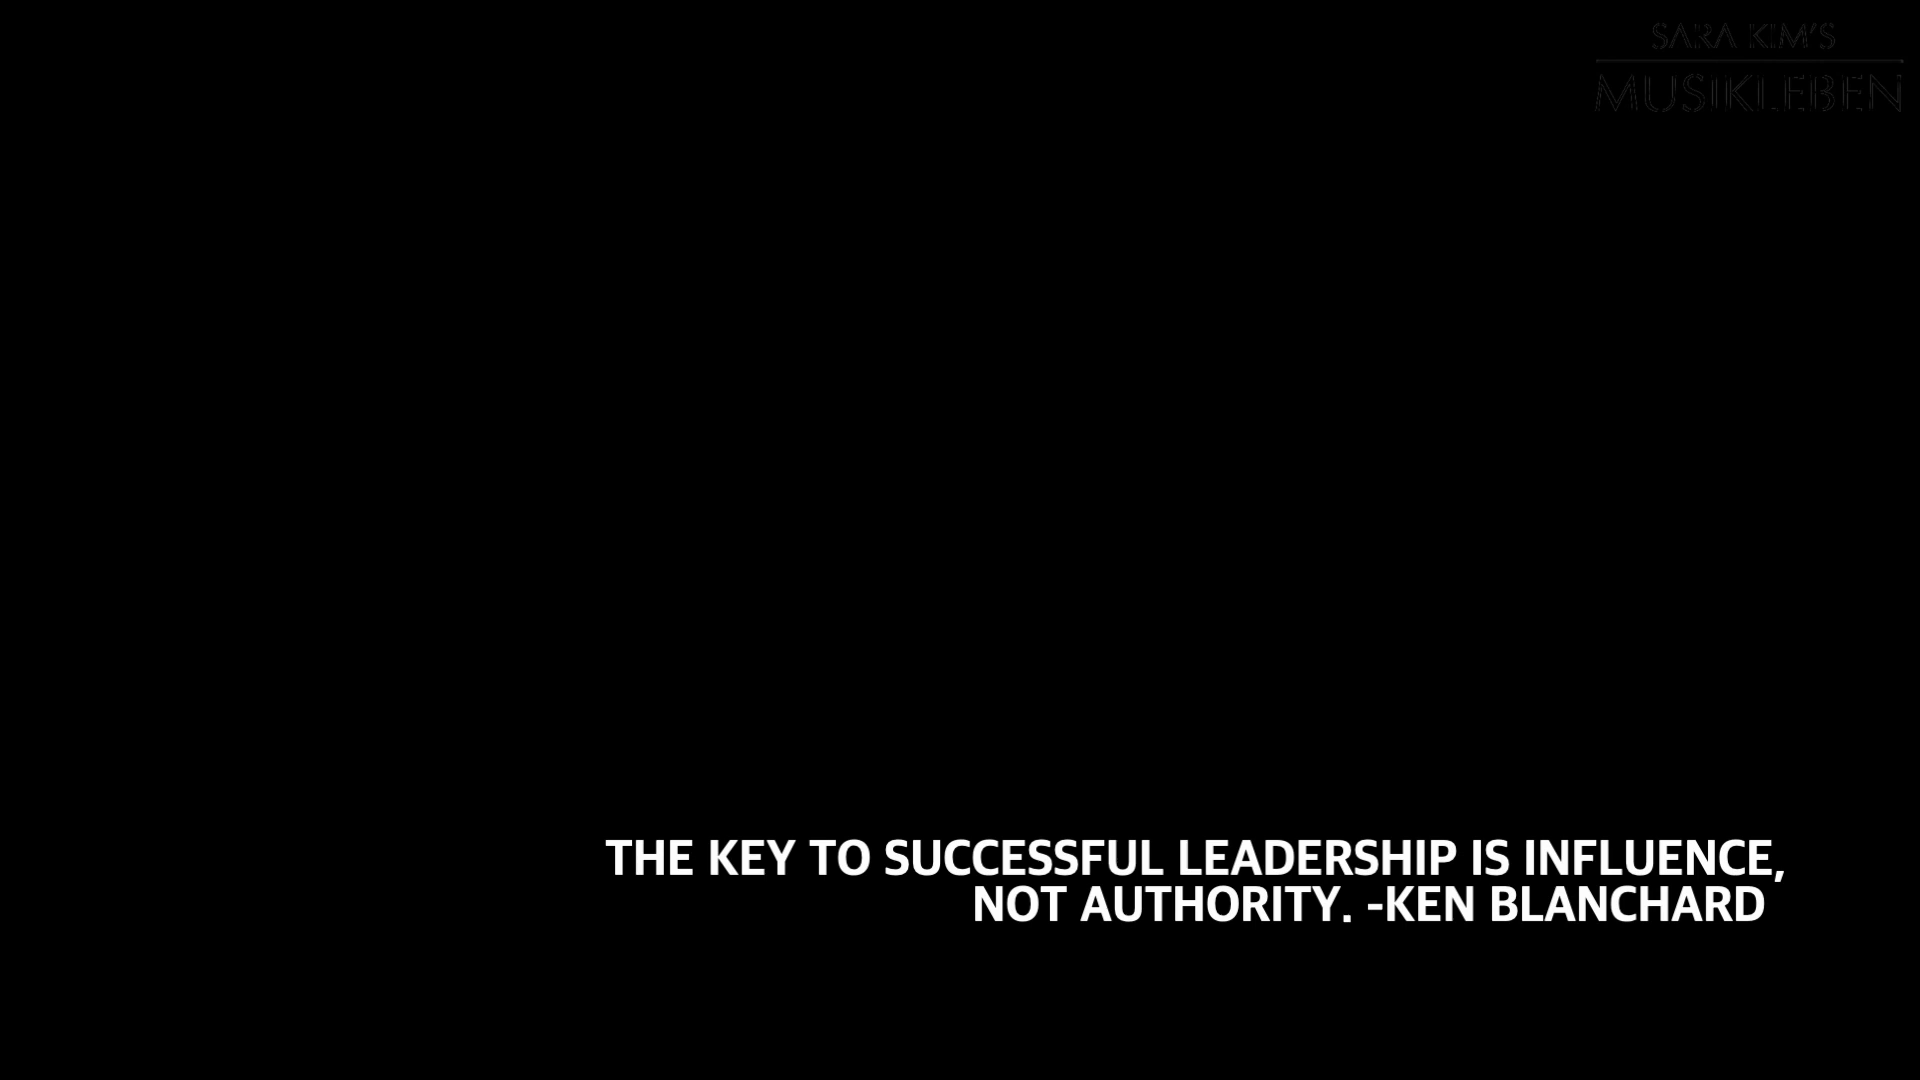 SARA KIM'S
MUSIKLEBEN
THE KEY TO SUCCESSFUL LEADERSHIP IS INFLUENCE,
NOT AUTHORITY. -KEN BLANCHARD